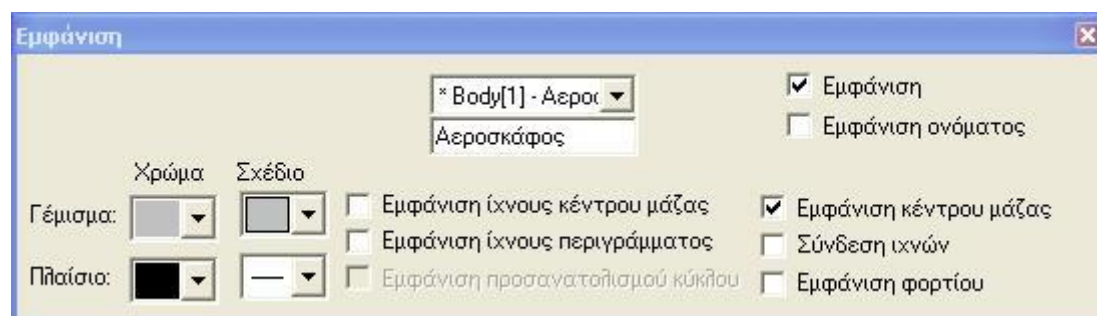 Εμφάνιση
* Body[1] - Αερος
Εμφάνιση
Αεροσκάφος
Εμφάνιση ονόματος
Χρώμα Σχέδιο
Γέμισμα:
Εμφάνιση ίχνους κέντρου μάζας
Εμφάνιση κέντρου μάζας
Εμφάνιση ίχνους περιγράμματος
Σύνδεση ιχνών
Πλαίσιο:
Εμφάνιση προσανατολισμού κύκλου
Εμφάνιση φορτίου